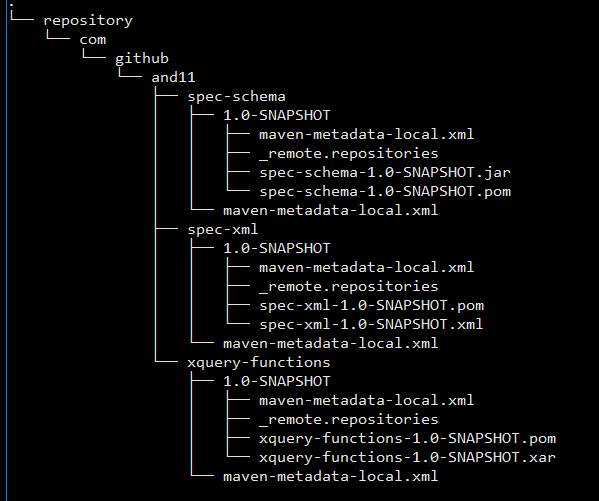 .
└── repository
    └── com
        └── github
            └── and11
                ├── spec-schema
                │   ├── 1.0-SNAPSHOT
                │   │   ├── maven-metadata-local.xml
                │   │   ├── _remote.repositories
                │   │   ├── spec-schema-1.0-SNAPSHOT.jar
                │   │   └── spec-schema-1.0-SNAPSHOT.pom
                │   └── maven-metadata-local.xml
                ├── spec-xml
                │   ├── 1.0-SNAPSHOT
                │   │   ├── maven-metadata-local.xml
                │   │   ├── _remote.repositories
                │   │   ├── spec-xml-1.0-SNAPSHOT.pom
                │   │   └── spec-xml-1.0-SNAPSHOT.xml
                │   └── maven-metadata-local.xml
                └── xquery-functions
                    ├── 1.0-SNAPSHOT
                    │   ├── maven-metadata-local.xml
                    │   ├── _remote.repositories
                    │   ├── xquery-functions-1.0-SNAPSHOT.pom
                    │   └── xquery-functions-1.0-SNAPSHOT.xar
                    └── maven-metadata-local.xml